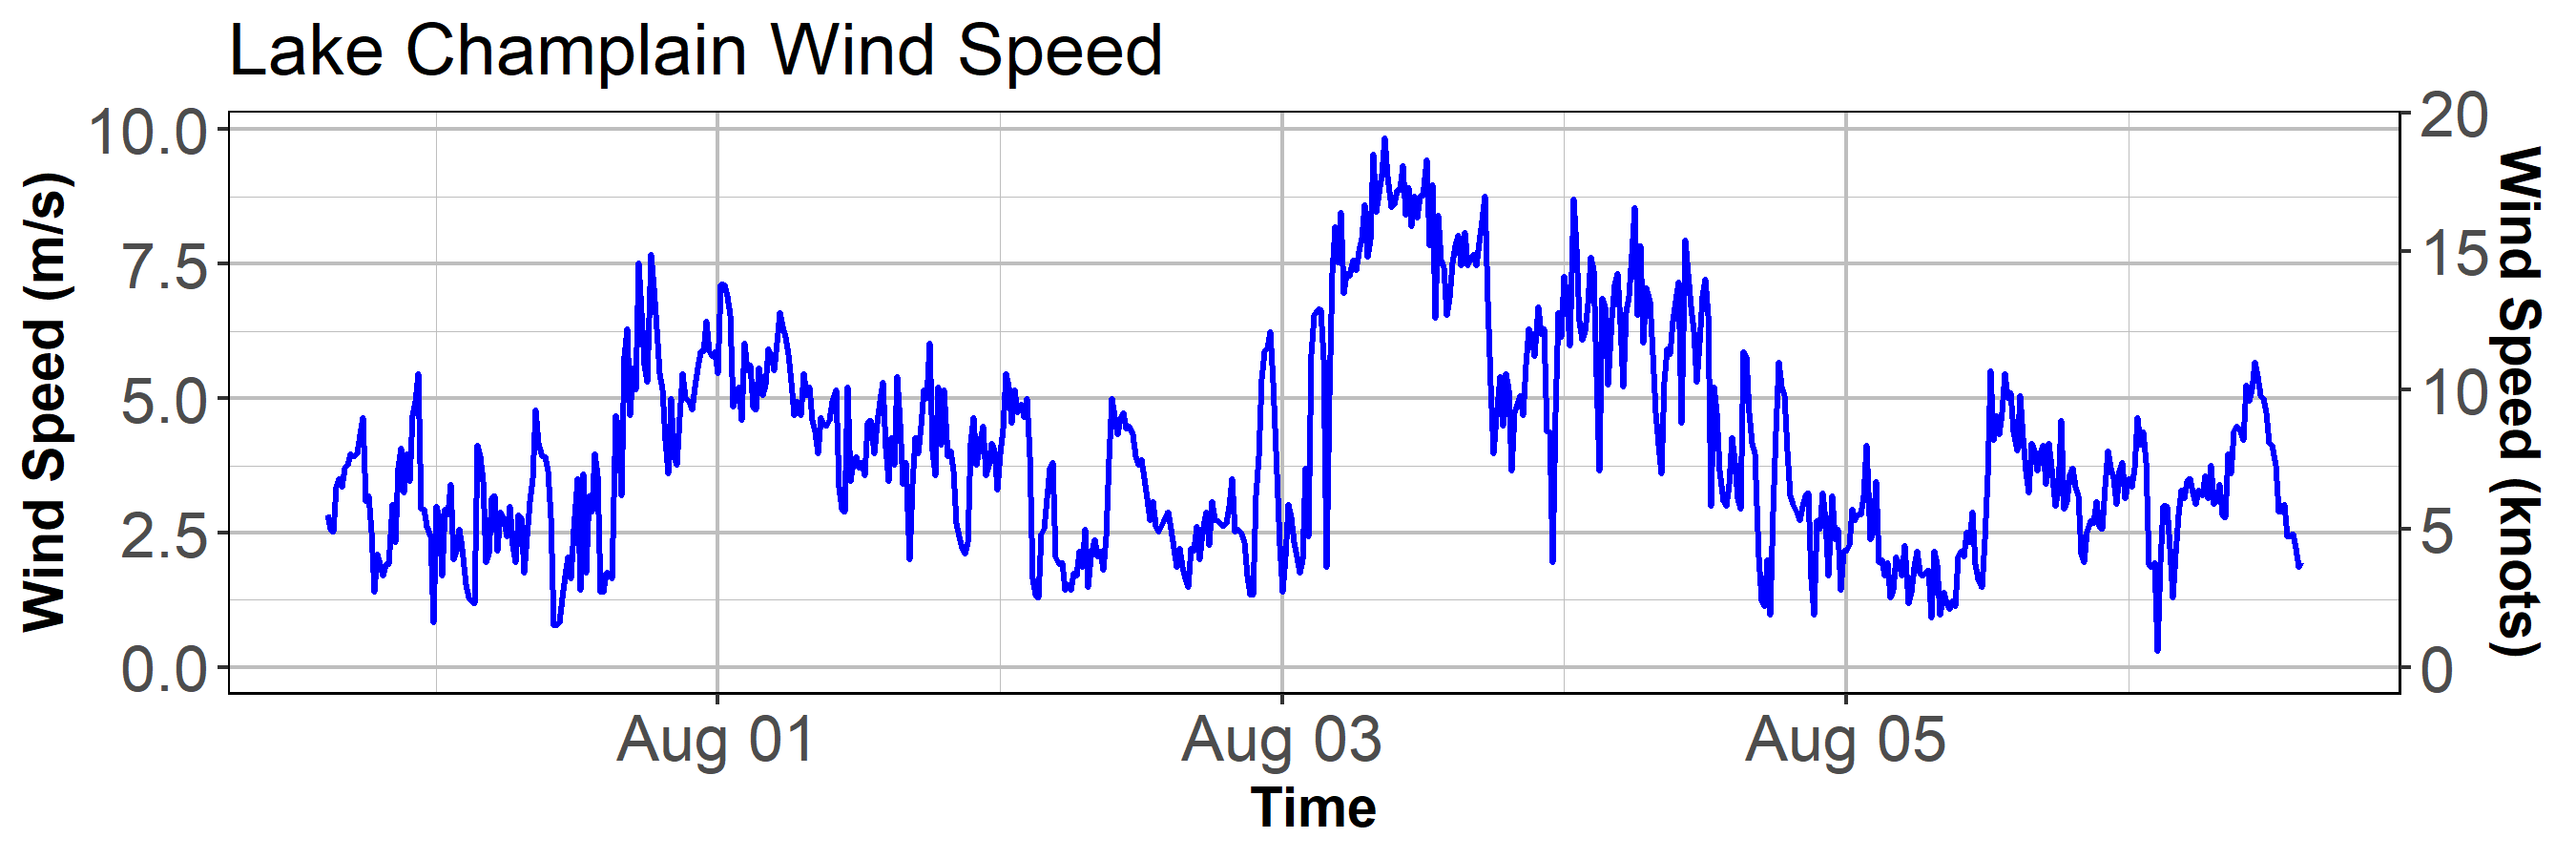 Lake Champlain Wind Speed
Wind Speed (m/s)
10.0
7.5
5.0
2.5
0.0
20
15
10
5
0
Wind Speed (knots)
Aug 01
Aug 03
Aug 05
Time